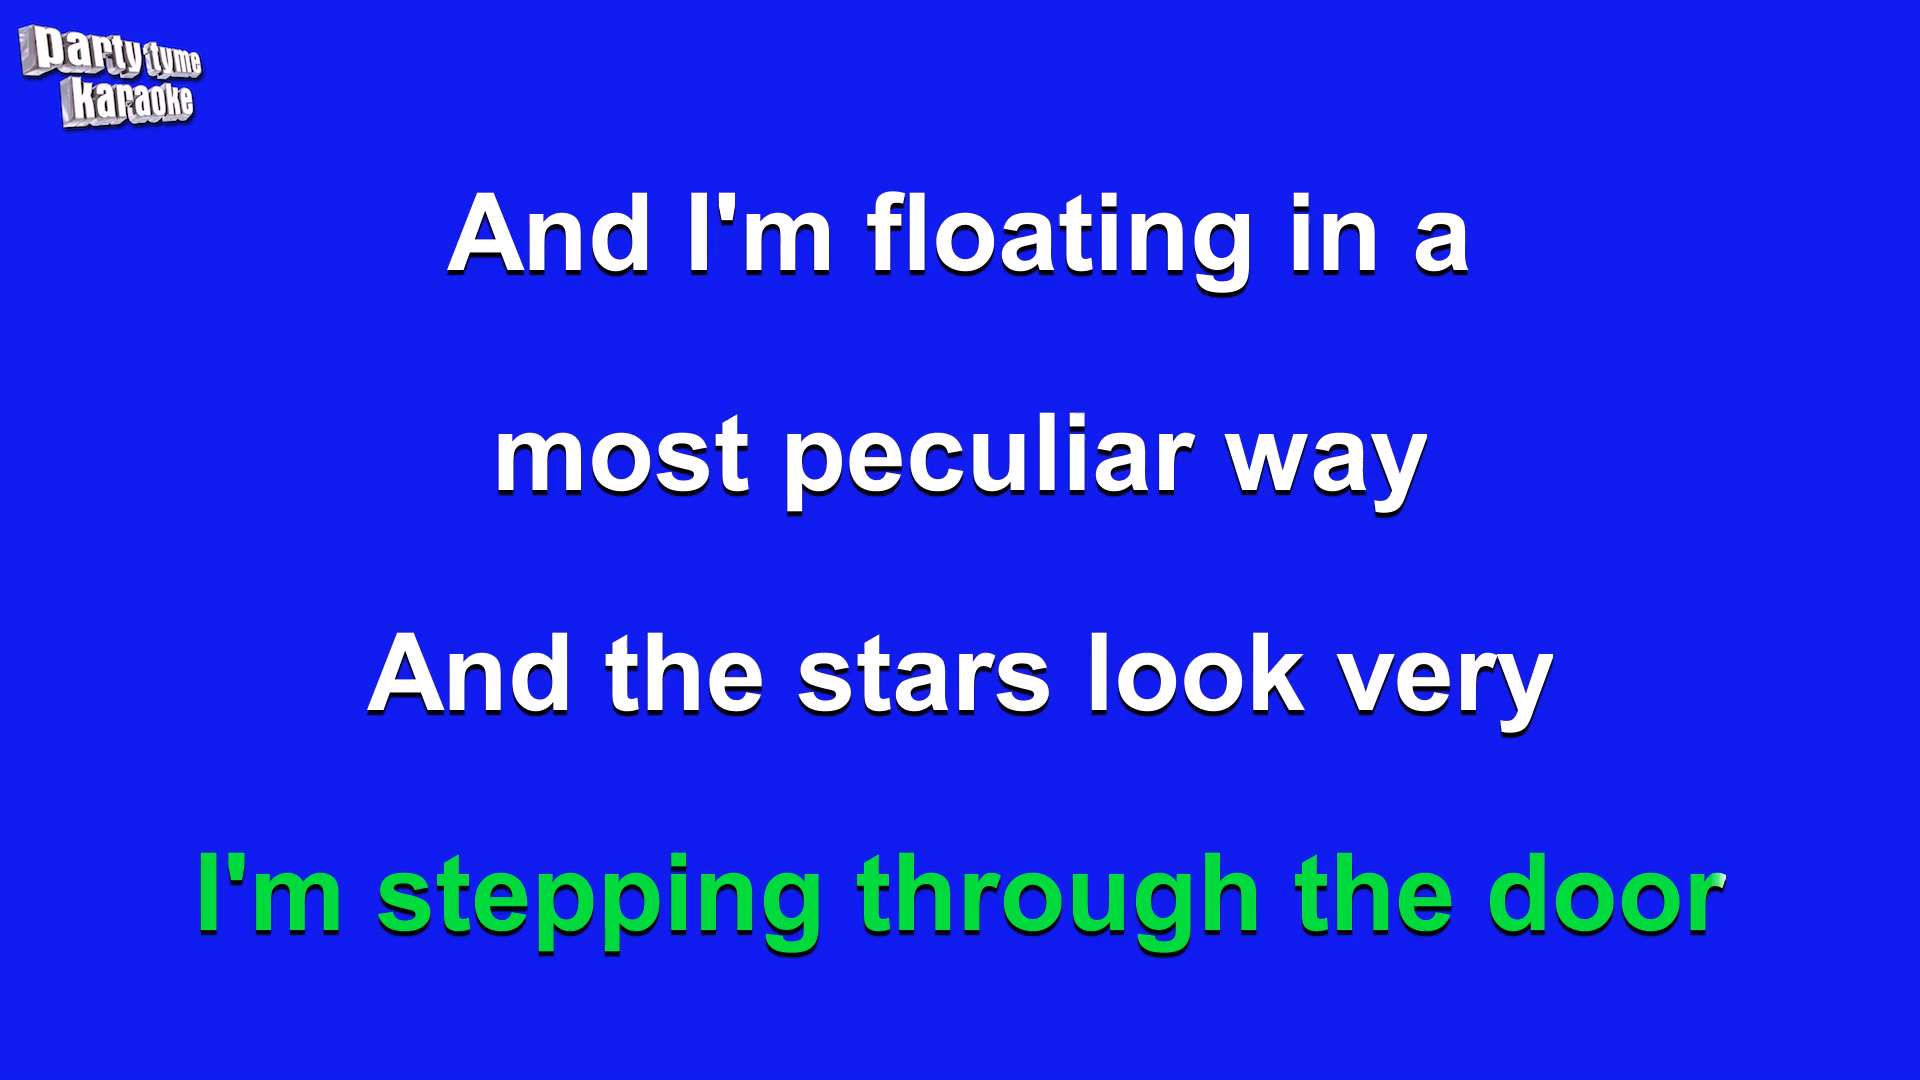 party tyme
karaoke
And I'm floating in a
most peculiar way
And the stars look very
I'm stepping through the door